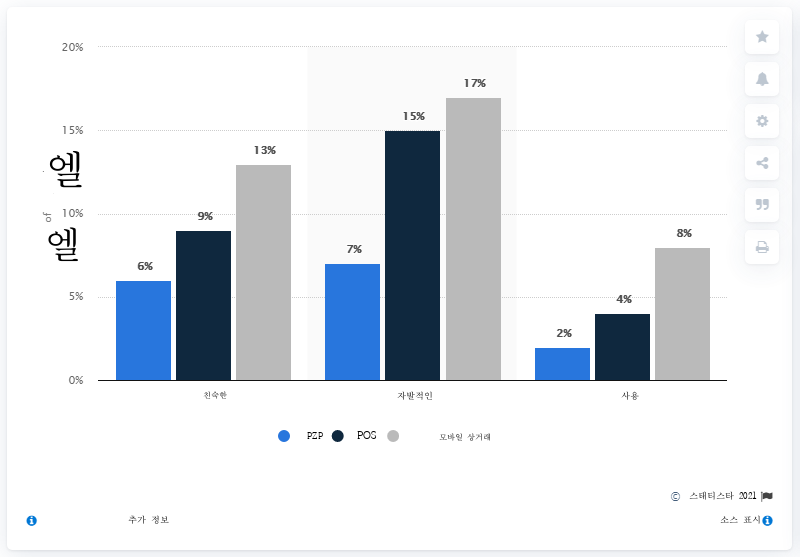 20%
15%
10%
5%
0%
엘
of
엘
6%
9%
13%
7%
15%
17%
2%
4%
8%
친숙한
자발적인
사용
PZP
POS
모바일 상거래
© 스태티스타 2021
추가 정보
소스 표시